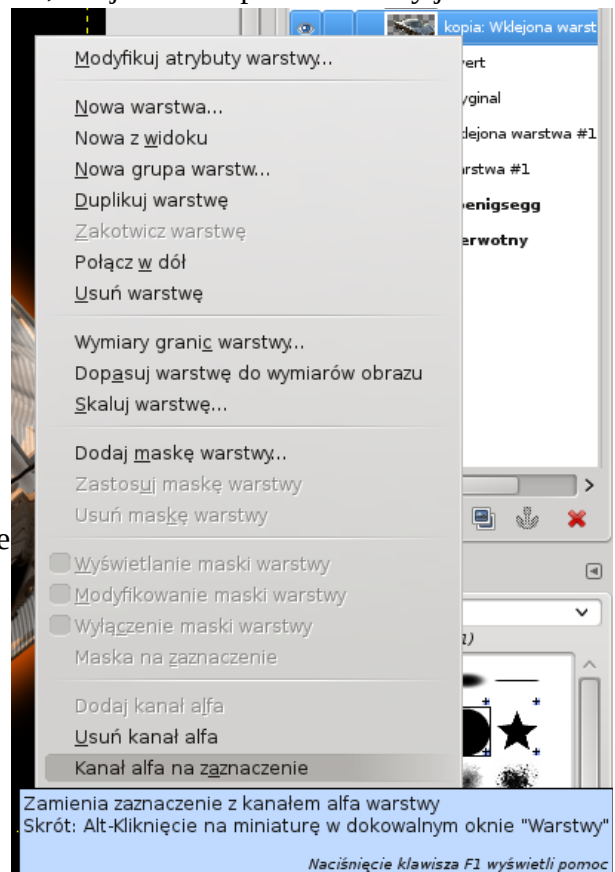 kopia: Wklejona warst
Modyfikuj atrybuty warstwy...
Nowa warstwa...
Nowa z widoku
Nowa grupa warstw...
Duplikuj warstwę
Zakotwicz warstwę
Połącz w dół
Usuń warstwę
vert
yginal
dejona warstwa #1
rstwa #1
enigsegg
erwotny
Wymiary granic warstwy...
Dopasuj warstwę do wymiarów obrazu
Skaluj warstwę...
Dodaj maskę warstwy...
Zastosuj maskę warstwy
Usuń maskę warstwy
e
Wyświetlanie maski warstwy
Modyfikowanie maski warstwy
Wyłączenie maski warstwy
Maska na zaznaczenie
1)
Dodaj kanał alfa
Usuń kanał alfa
Kanał alfa na zaznaczenie
Zamienia zaznaczenie z kanałem alfa warstwy
Skrót: Alt-Kliknięcie na miniaturę w dokowalnym oknie "Warstwy"
Naciśnięcie klawisza F1 wyświetli pomoc